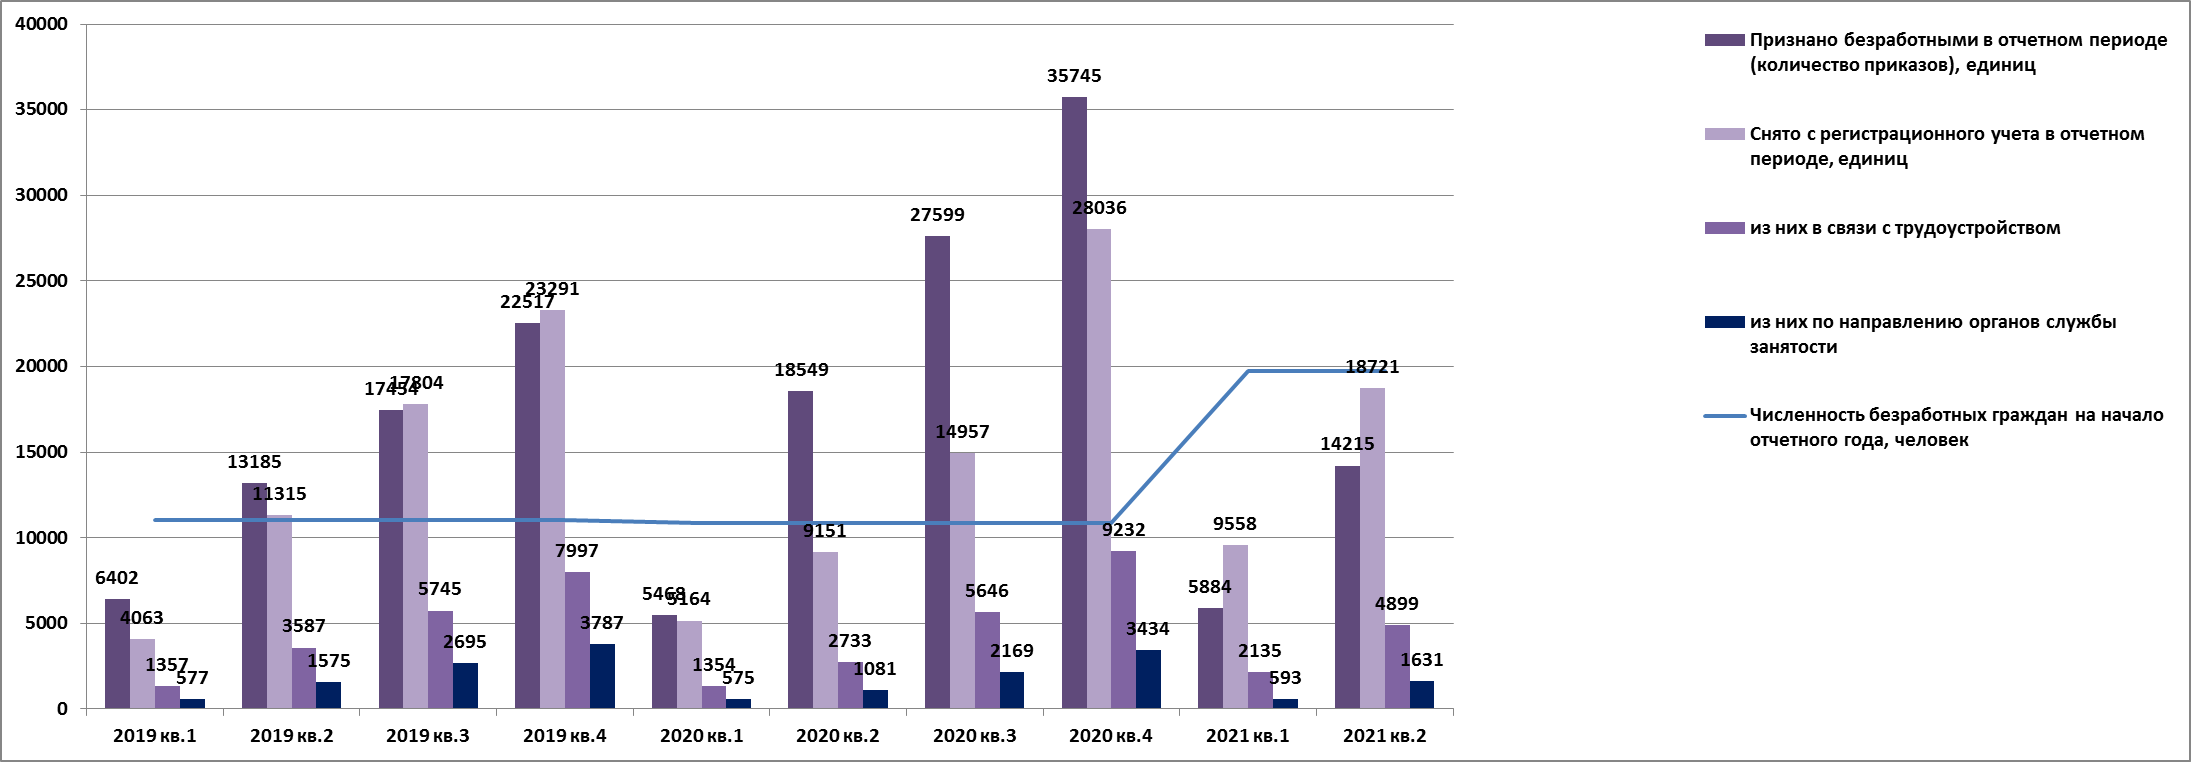 40000
35000
30000
25000
20000
15000
10000
5000
0
6402
4063
1357
577
13185
11315
3587
1575
17454
17804
5745
2695
22517
23291
7997
3787
5468
5164
1354
575
18549
9151
2733
1081
27599
14957
5646
2169
35745
28036
9232
3434
5884
9558
2135
593
14215
18721
4899
1631
2019 кв.1
2019 кв.2
2019 кв.3
2019 кв.4
2020 кв.1
2020 кв.2
2020 кв.3
2020 кв.4
2021 кв.1
2021 кв.2
Признано безработными в отчетном периоде
(количество приказов), единиц
Снято с регистрационного учета в отчетном
периоде, единиц
из них в связи с трудоустройством
из них по направлению органов службы
занятости
Численность безработных граждан на начало
отчетного года, человек